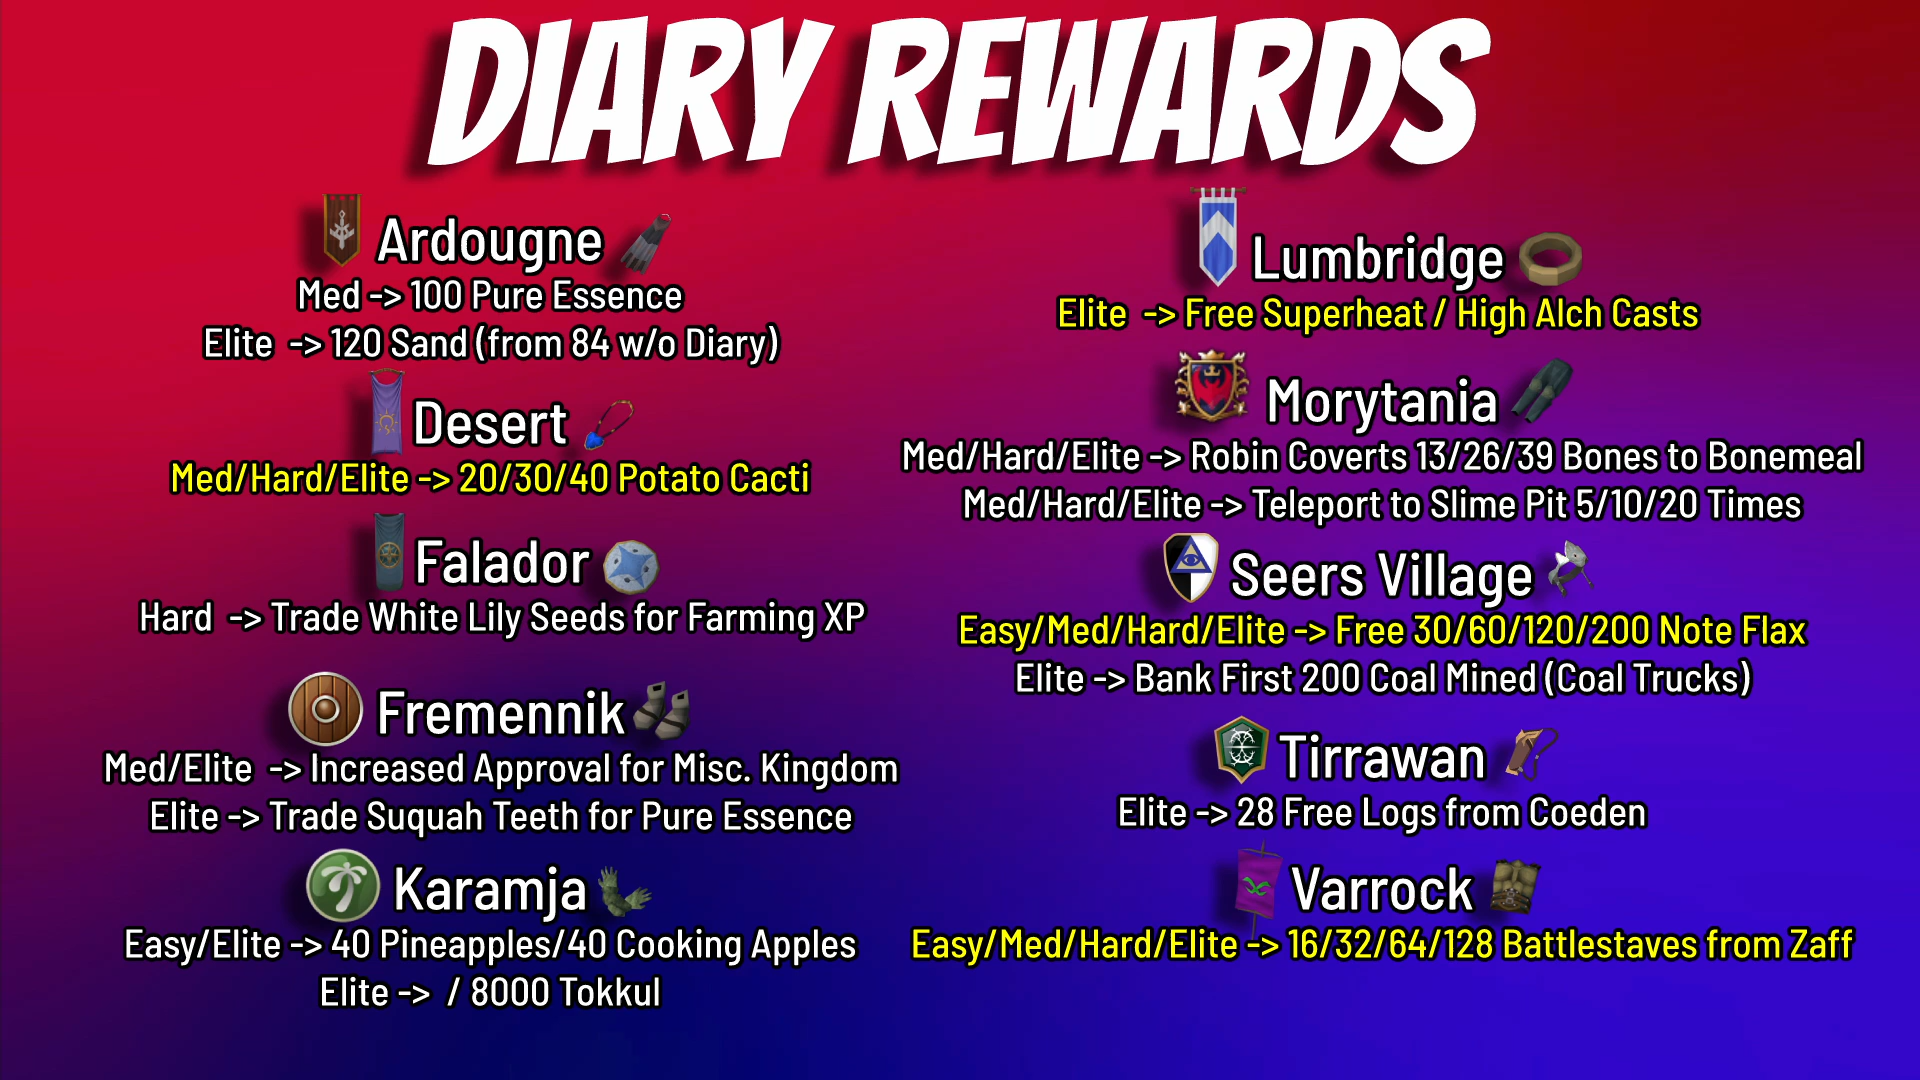 DIARY REWARDS
Ardougne
Med -> 100 Pure Essence
Elite -> 120 Sand (from 84 w/o Diary)
Desert
Med/Hard/Elite -> 20/30/40 Potato Cacti
Falador
Hard -> Trade White Lily Seeds for Farming XP
Fremennik
Med/Elite -> Increased Approval for Misc. Kingdom
Elite -> Trade Suquah Teeth for Pure Essence
Karamja
Easy/Elite -> 40 Pineapples/40 Cooking Apples
Elite -> / 8000 Tokkul
Lumbridge
Elite -> Free Superheat / High Alch Casts
Morytania
Med/Hard/Elite -> Robin Coverts 13/26/39 Bones to Bonemeal
Med/Hard/Elite -> Teleport to Slime Pit 5/10/20 Times
Seers Village
Easy/Med/Hard/Elite -> Free 30/60/120/200 Note Flax
Elite -> Bank First 200 Coal Mined (Coal Trucks)
Tirrawan
Elite -> 28 Free Logs from Coeden
Varrock
Easy/Med/Hard/Elite -> 16/32/64/128 Battlestaves from Zaff